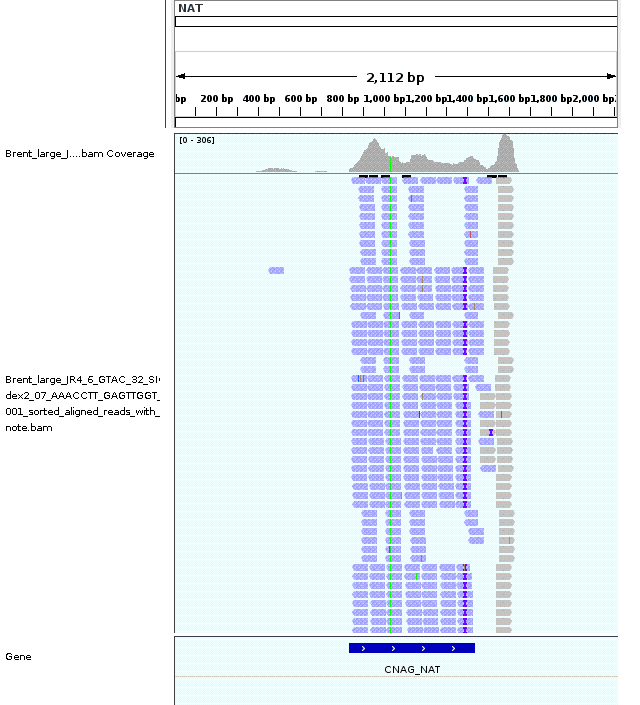 NAT
2,112 bp
bp 200 bp 400 bp 600 bp 800 bp 1,000 bp 1,200 bp 1,400 bp 1,600 bp 1,800 bp 2,000 bp
[0 - 306]
Brent_large_J....bam Coverage
Brent_large_JR4_6_GTAC_32_SI
dex2_07_AAACCTT_GAGTTGGT_
001_sorted_aligned_reads_with_
note.bam
Gene
CNAG_NAT